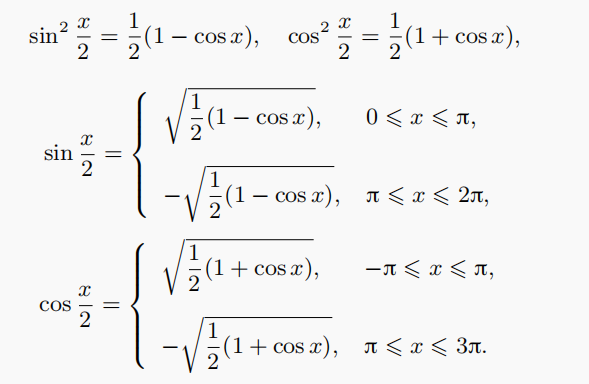 sin² x/2 = 1/2(1 − cos x), cos² x/2 = 1/2(1 + cos x),
sin x/2 = { √(1/2(1 − cos x)), 0 ⩽ x ⩽ π,
−√(1/2(1 − cos x)), π ⩽ x ⩽ 2π,
cos x/2 = { √(1/2(1 + cos x)), −π ⩽ x ⩽ π,
−√(1/2(1 + cos x)), π ⩽ x ⩽ 3π.